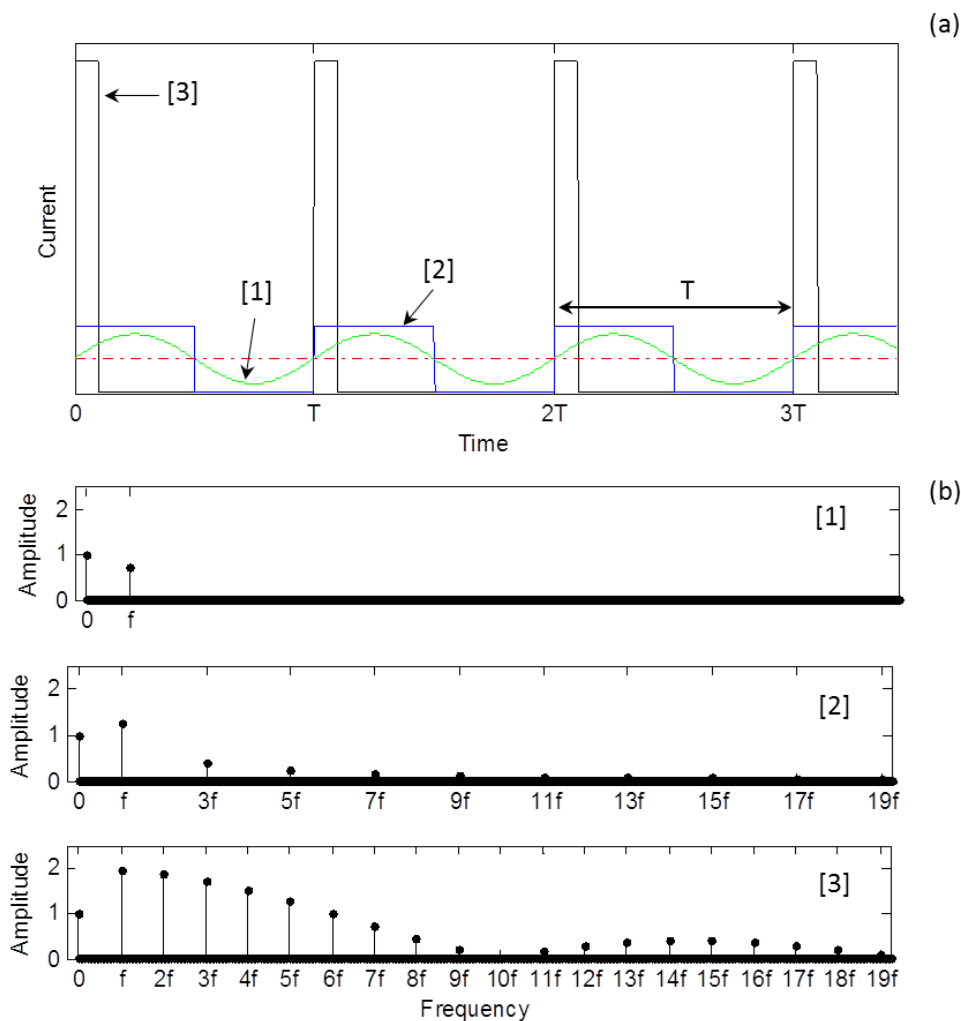 (a)
[3]
Current
[1]
[2]
T
0 T 2T 3T
Time
(b)
[1]
Amplitude
2
1
0
0 f
[2]
Amplitude
2
1
0
0 f 3f 5f 7f 9f 11f 13f 15f 17f 19f
[3]
Amplitude
2
1
0
0 f 2f 3f 4f 5f 6f 7f 8f 9f 10f 11f 12f 13f 14f 15f 16f 17f 18f 19f
Frequency